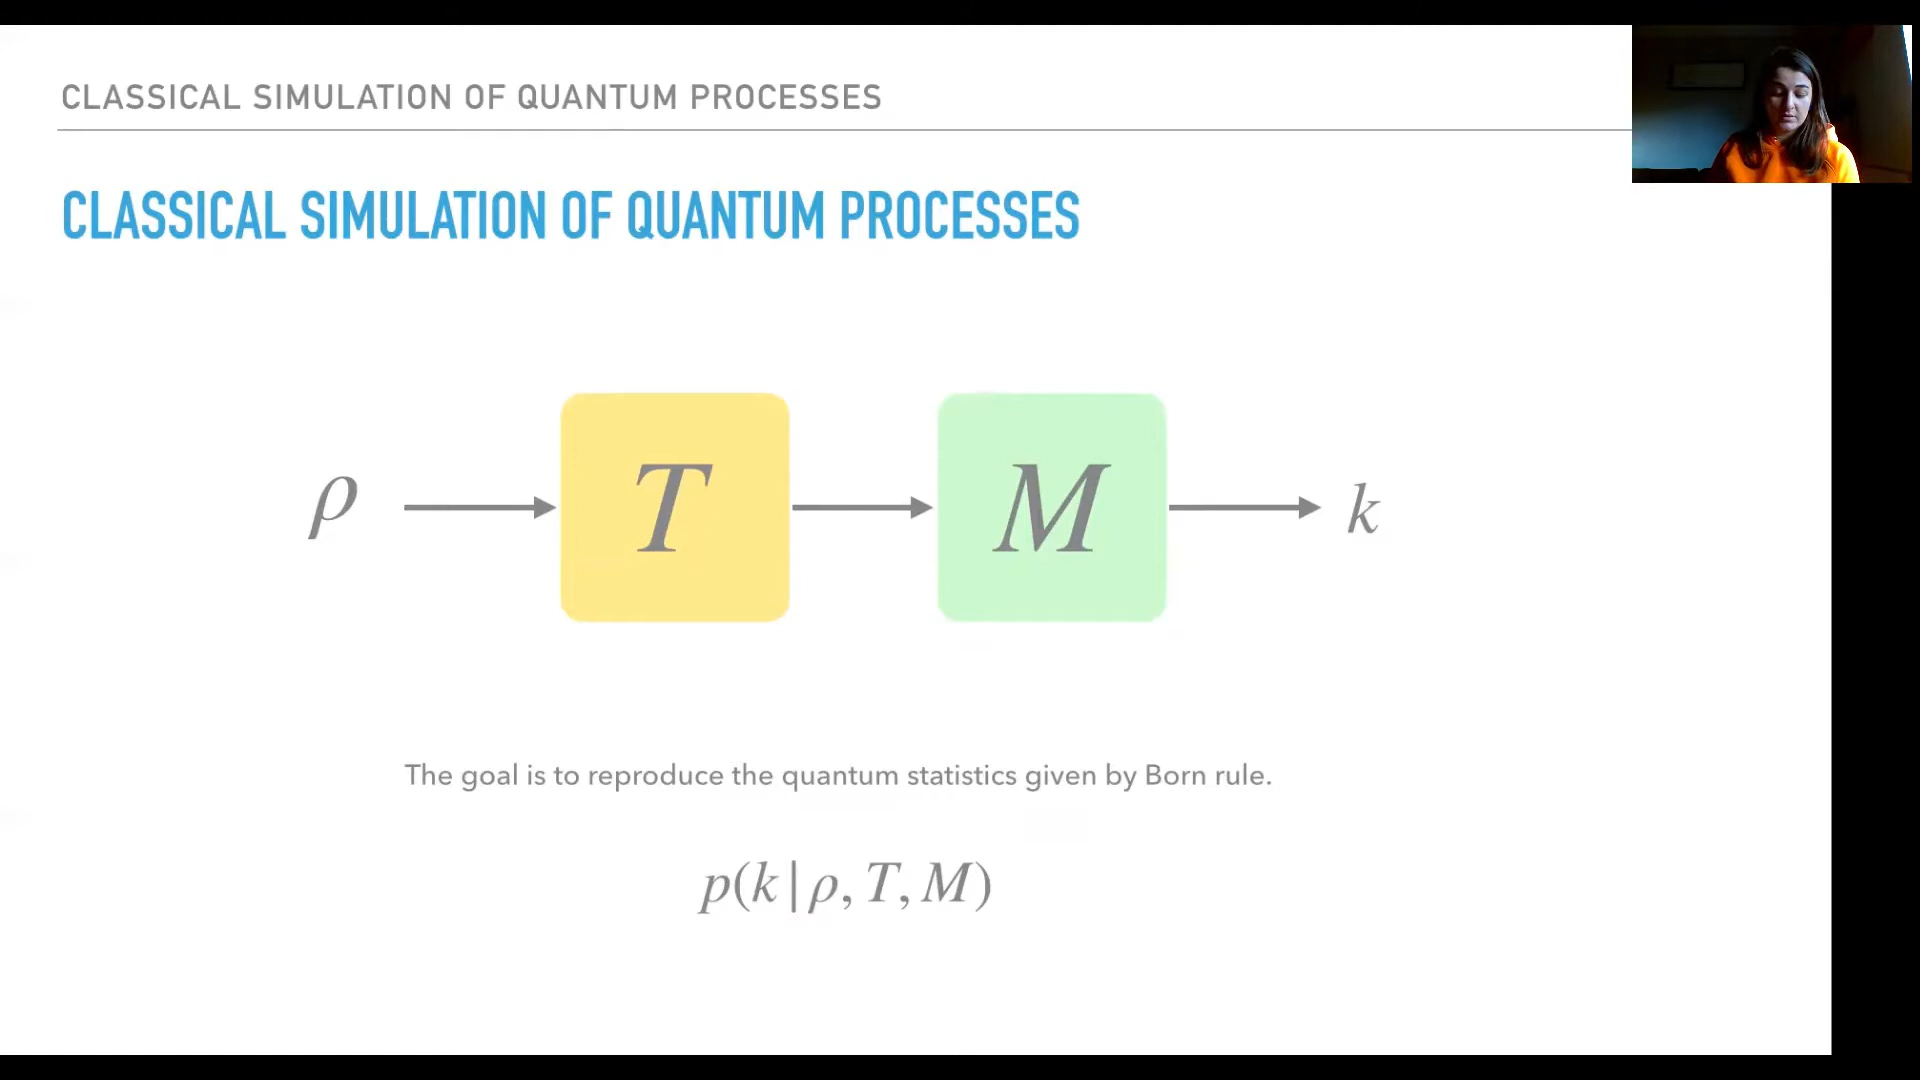 CLASSICAL SIMULATION OF QUANTUM PROCESSES
CLASSICAL SIMULATION OF QUANTUM PROCESSES
ρ T M k
The goal is to reproduce the quantum statistics given by Born rule.
p(k|ρ, T, M)